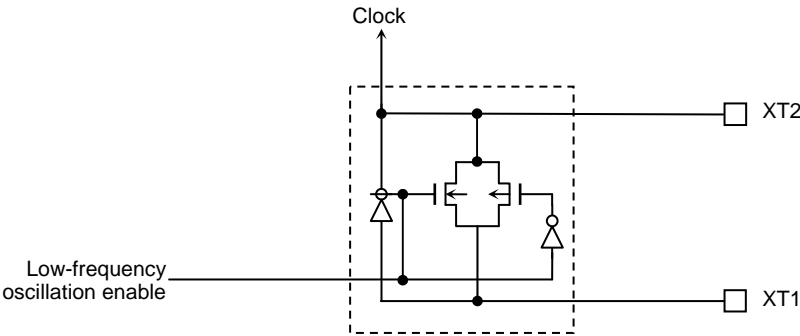 Clock
XT2
Low-frequency
oscillation enable
XT1